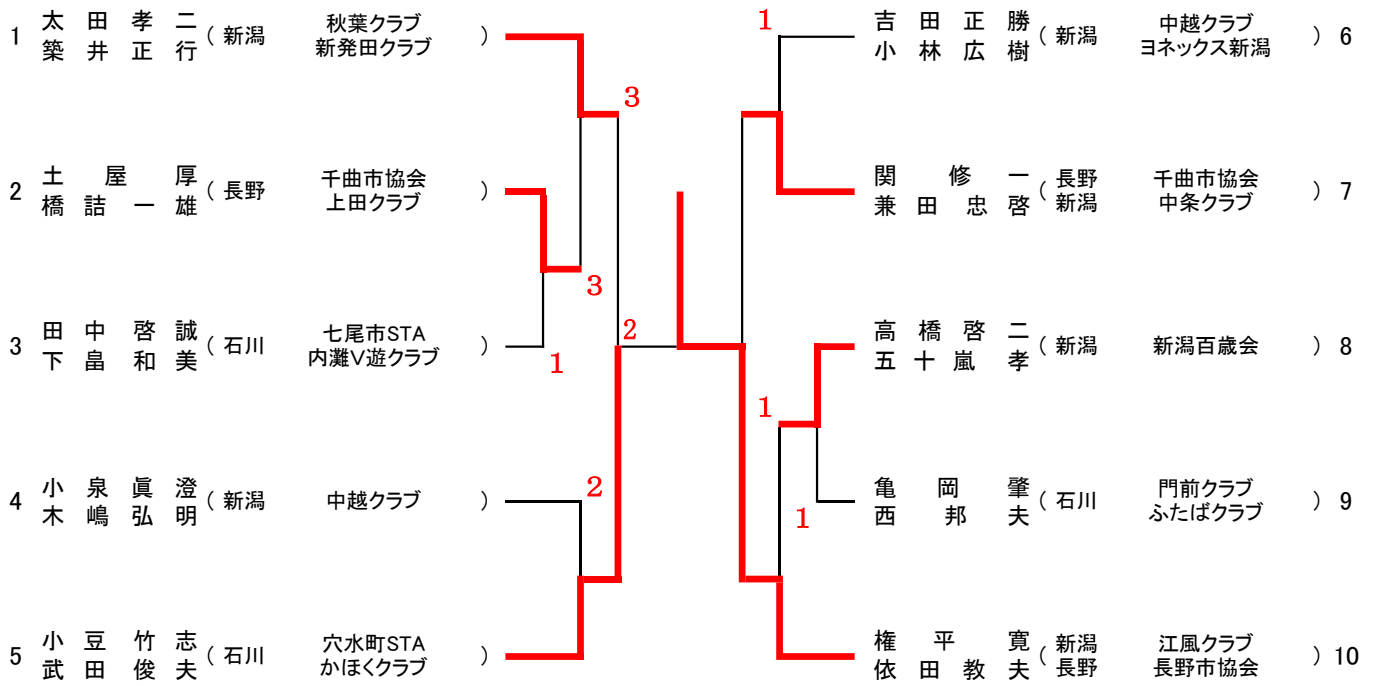 1 太田孝二 築井正行 ( 新潟 秋葉クラブ 新発田クラブ )
3
2 土屋厚 橋詰一雄 ( 長野 千曲市協会 上田クラブ )
3
3 田中啓誠 下畠和美 ( 石川 七尾市STA 内灘V遊クラブ )
1
2
4 小泉眞澄 木嶋弘明 ( 新潟 中越クラブ )
2
5 小豆竹志 武田俊夫 ( 石川 穴水町STA かほくクラブ )
1
吉田正勝 小林広樹 ( 新潟 中越クラブ ヨネックス新潟 ) 6
関修一 兼田忠啓 ( 長野 新潟 千曲市協会 中条クラブ ) 7
高橋啓二 五十嵐孝 ( 新潟 新潟百歳会 ) 8
1
亀岡肇 西邦夫 ( 石川 門前クラブ ふたばクラブ ) 9
1
権平寛 依田教夫 ( 新潟 長野 江風クラブ 長野市協会 ) 10